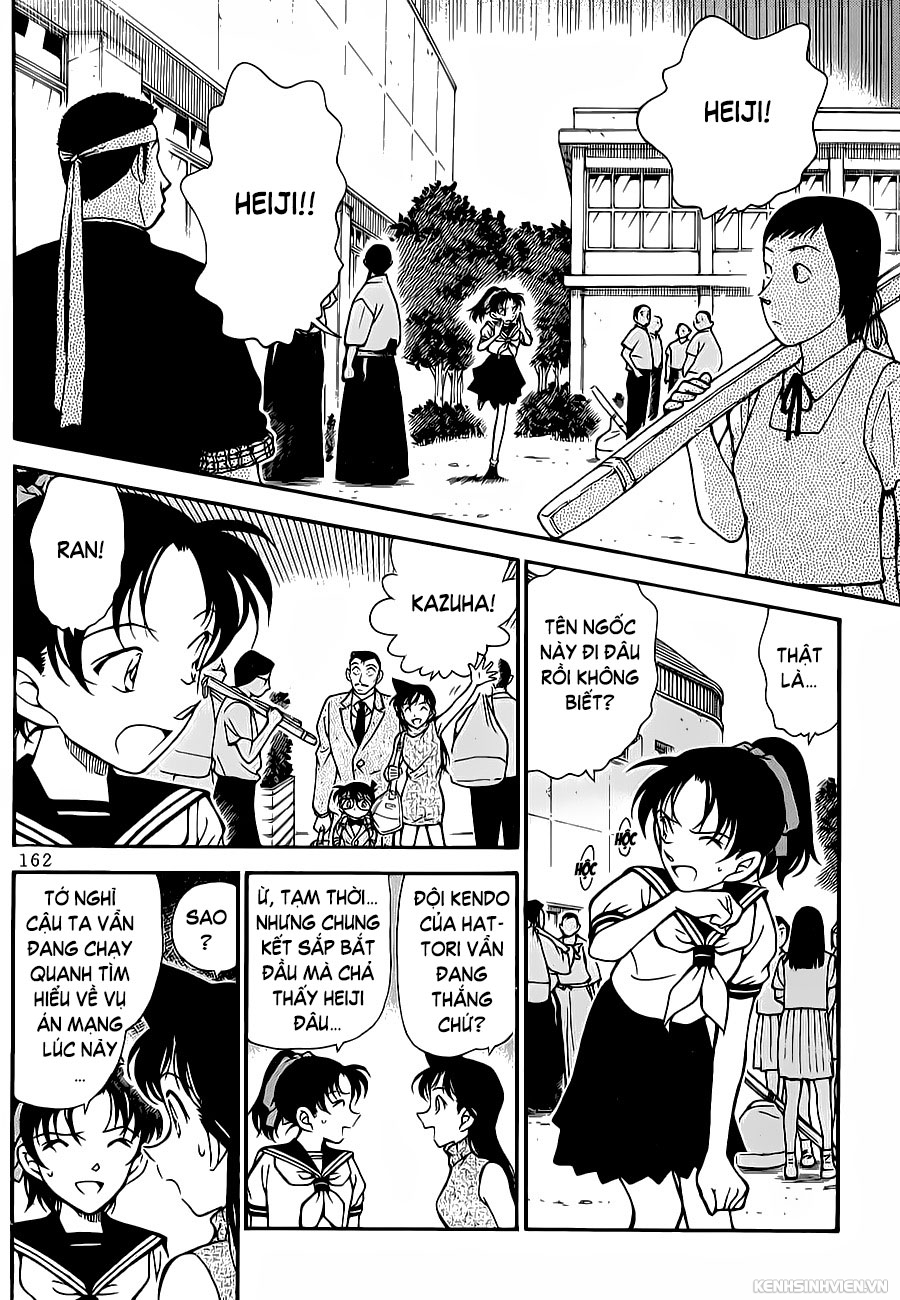 HEIJI!
HEIJI!!
THẬT
LÀ...
TÊN NGỐC
NÀY ĐI ĐÂU
RỒI KHÔNG
BIẾT?
HỘC
HỘC
KAZUHA!
RAN!
162
ĐỘI KENDO
CỦA HAT-
TORI VẪN
ĐANG
THẮNG
CHỨ?
Ừ, TẠM THỜI...
NHƯNG CHUNG
KẾT SẮP BẮT
ĐẦU MÀ CHẢ
THẤY HEIJI
ĐÂU...
SAO
?
TỚ NGHĨ
CẬU TA VẪN
ĐANG CHẠY
QUANH TÌM
HIỂU VỀ VỤ
ÁN MẠNG
LÚC NÃY
...
KENHSINHVIEN.VN